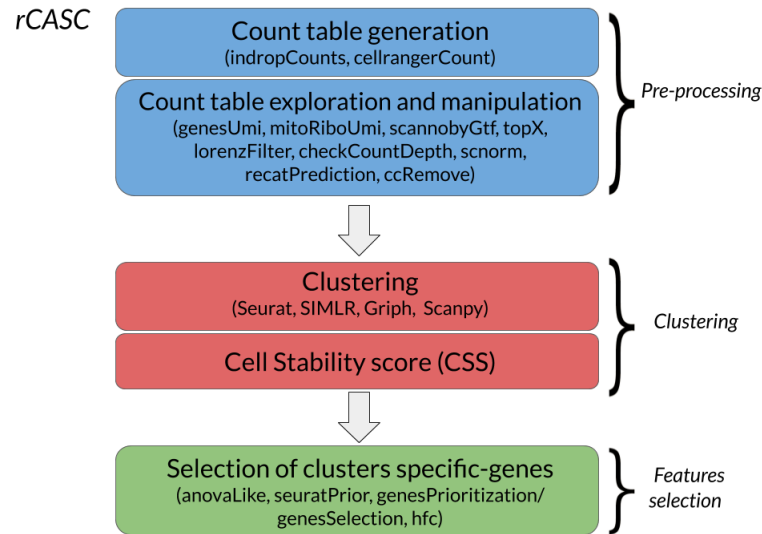 rCASC
Count table generation
(indropCounts, cellrangerCount)
Count table exploration and manipulation
(genesUmi, mitoRiboUmi, scannobyGtf, topX,
lorenzFilter, checkCountDepth, scnorm,
recatPrediction, ccRemove)
Pre-processing
Clustering
(Seurat, SIMLR, Griph, Scanpy)
Cell Stability score (CSS)
Clustering
Selection of clusters specific-genes
(anovaLike, seuratPrior, genesPrioritization/
genesSelection, hfc)
Features
selection